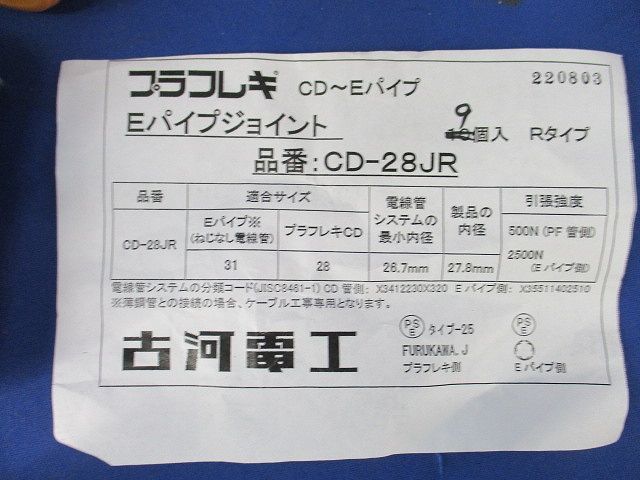 プラフレキ CD～Eパイプ 220803
Eパイプジョイント 9 個入 Rタイプ
品番:CD-28JR
品番 適合サイズ 電線管システムの最小内径 製品の内径 引張強度
CD-28JR Eパイプ※(ねじなし電線管) プラフレキCD 500N(PF管側)
31 28 26.7mm 27.8mm 2500N(Eパイプ側)
電線管システムの分類コード(JISC8461-1) CD管側: X3412230X320 Eパイプ側: X35511402510
※薄鋼管との接続の場合、ケーブル工事専用となります。
古河電工
PSE タイプ-25 PSE
FURUKAWA.J
プラフレキ側 Eパイプ側